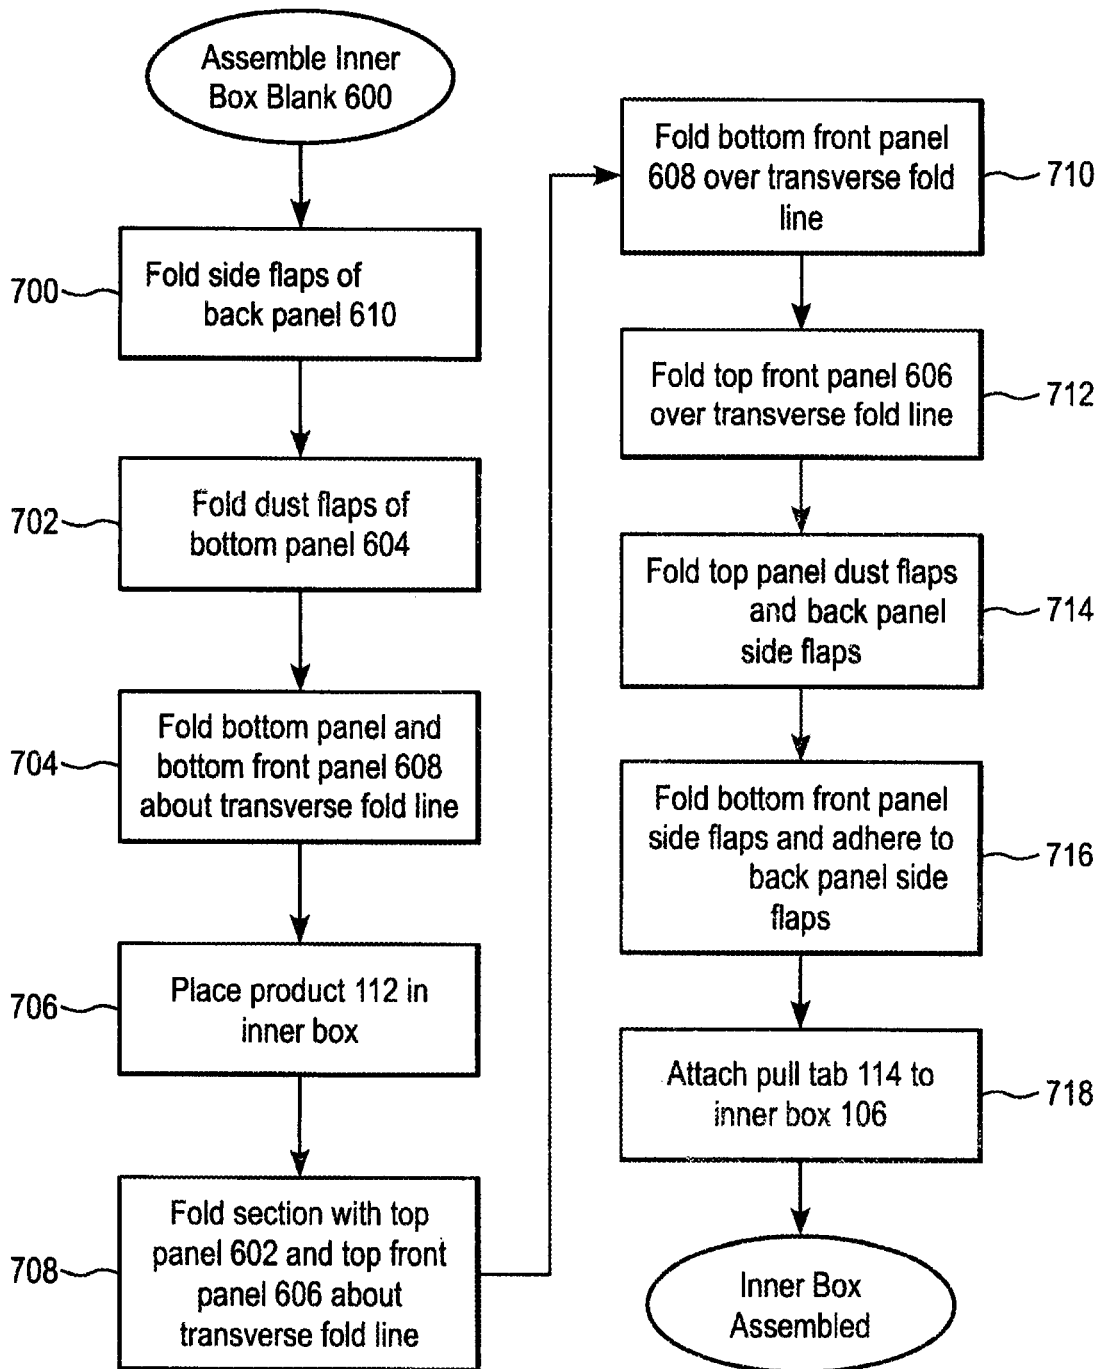 Assemble Inner
Box Blank 600
700
Fold side flaps of
back panel 610
702
Fold dust flaps of
bottom panel 604
704
Fold bottom panel and
bottom front panel 608
about transverse fold line
706
Place product 112 in
inner box
708
Fold section with top
panel 602 and top front
panel 606 about
transverse fold line
Fold bottom front panel
608 over transverse fold
line
710
Fold top front panel 606
over transverse fold line
712
Fold top panel dust flaps
and back panel
side flaps
714
Fold bottom front panel
side flaps and adhere to
back panel side
flaps
716
Attach pull tab 114 to
inner box 106
718
Inner Box
Assembled